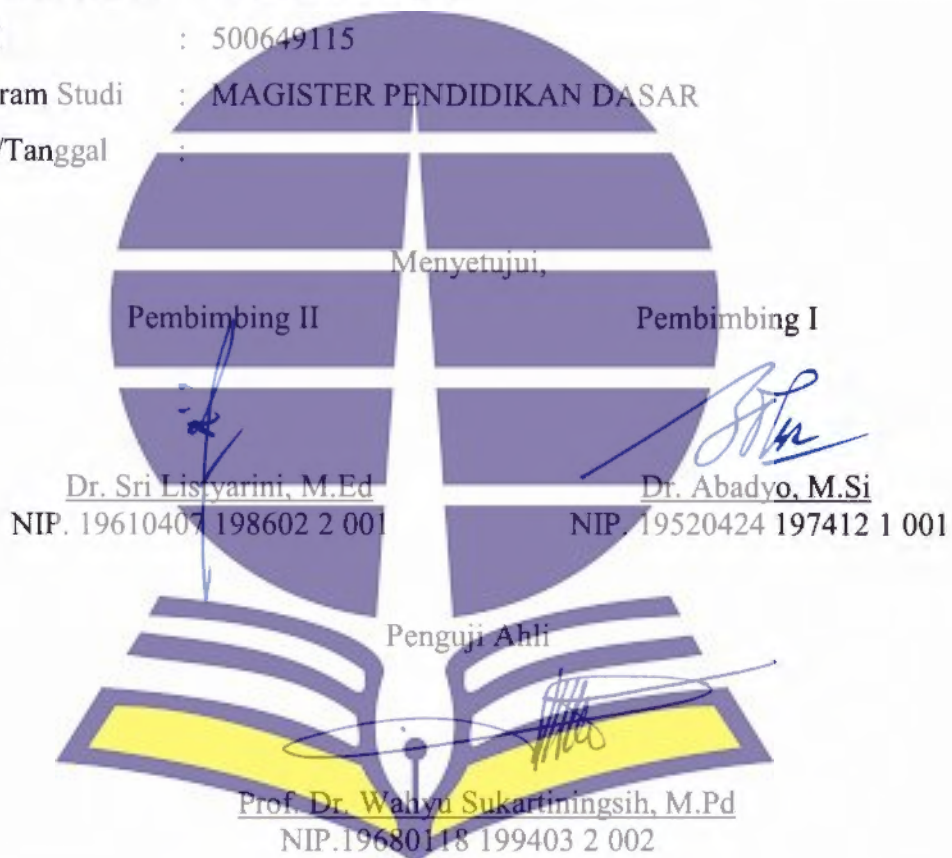 : 500649115
ram Studi : MAGISTER PENDIDIKAN DASAR
/Tanggal :
Menyetujui,
Pembimbing II Pembimbing I
Dr. Sri Listyarini, M.Ed Dr. Abadyo, M.Si
NIP. 19610407 198602 2 001 NIP. 19520424 197412 1 001
Penguji Ahli
Prof. Dr. Wahyu Sukartiningsih, M.Pd
NIP.19680118 199403 2 002